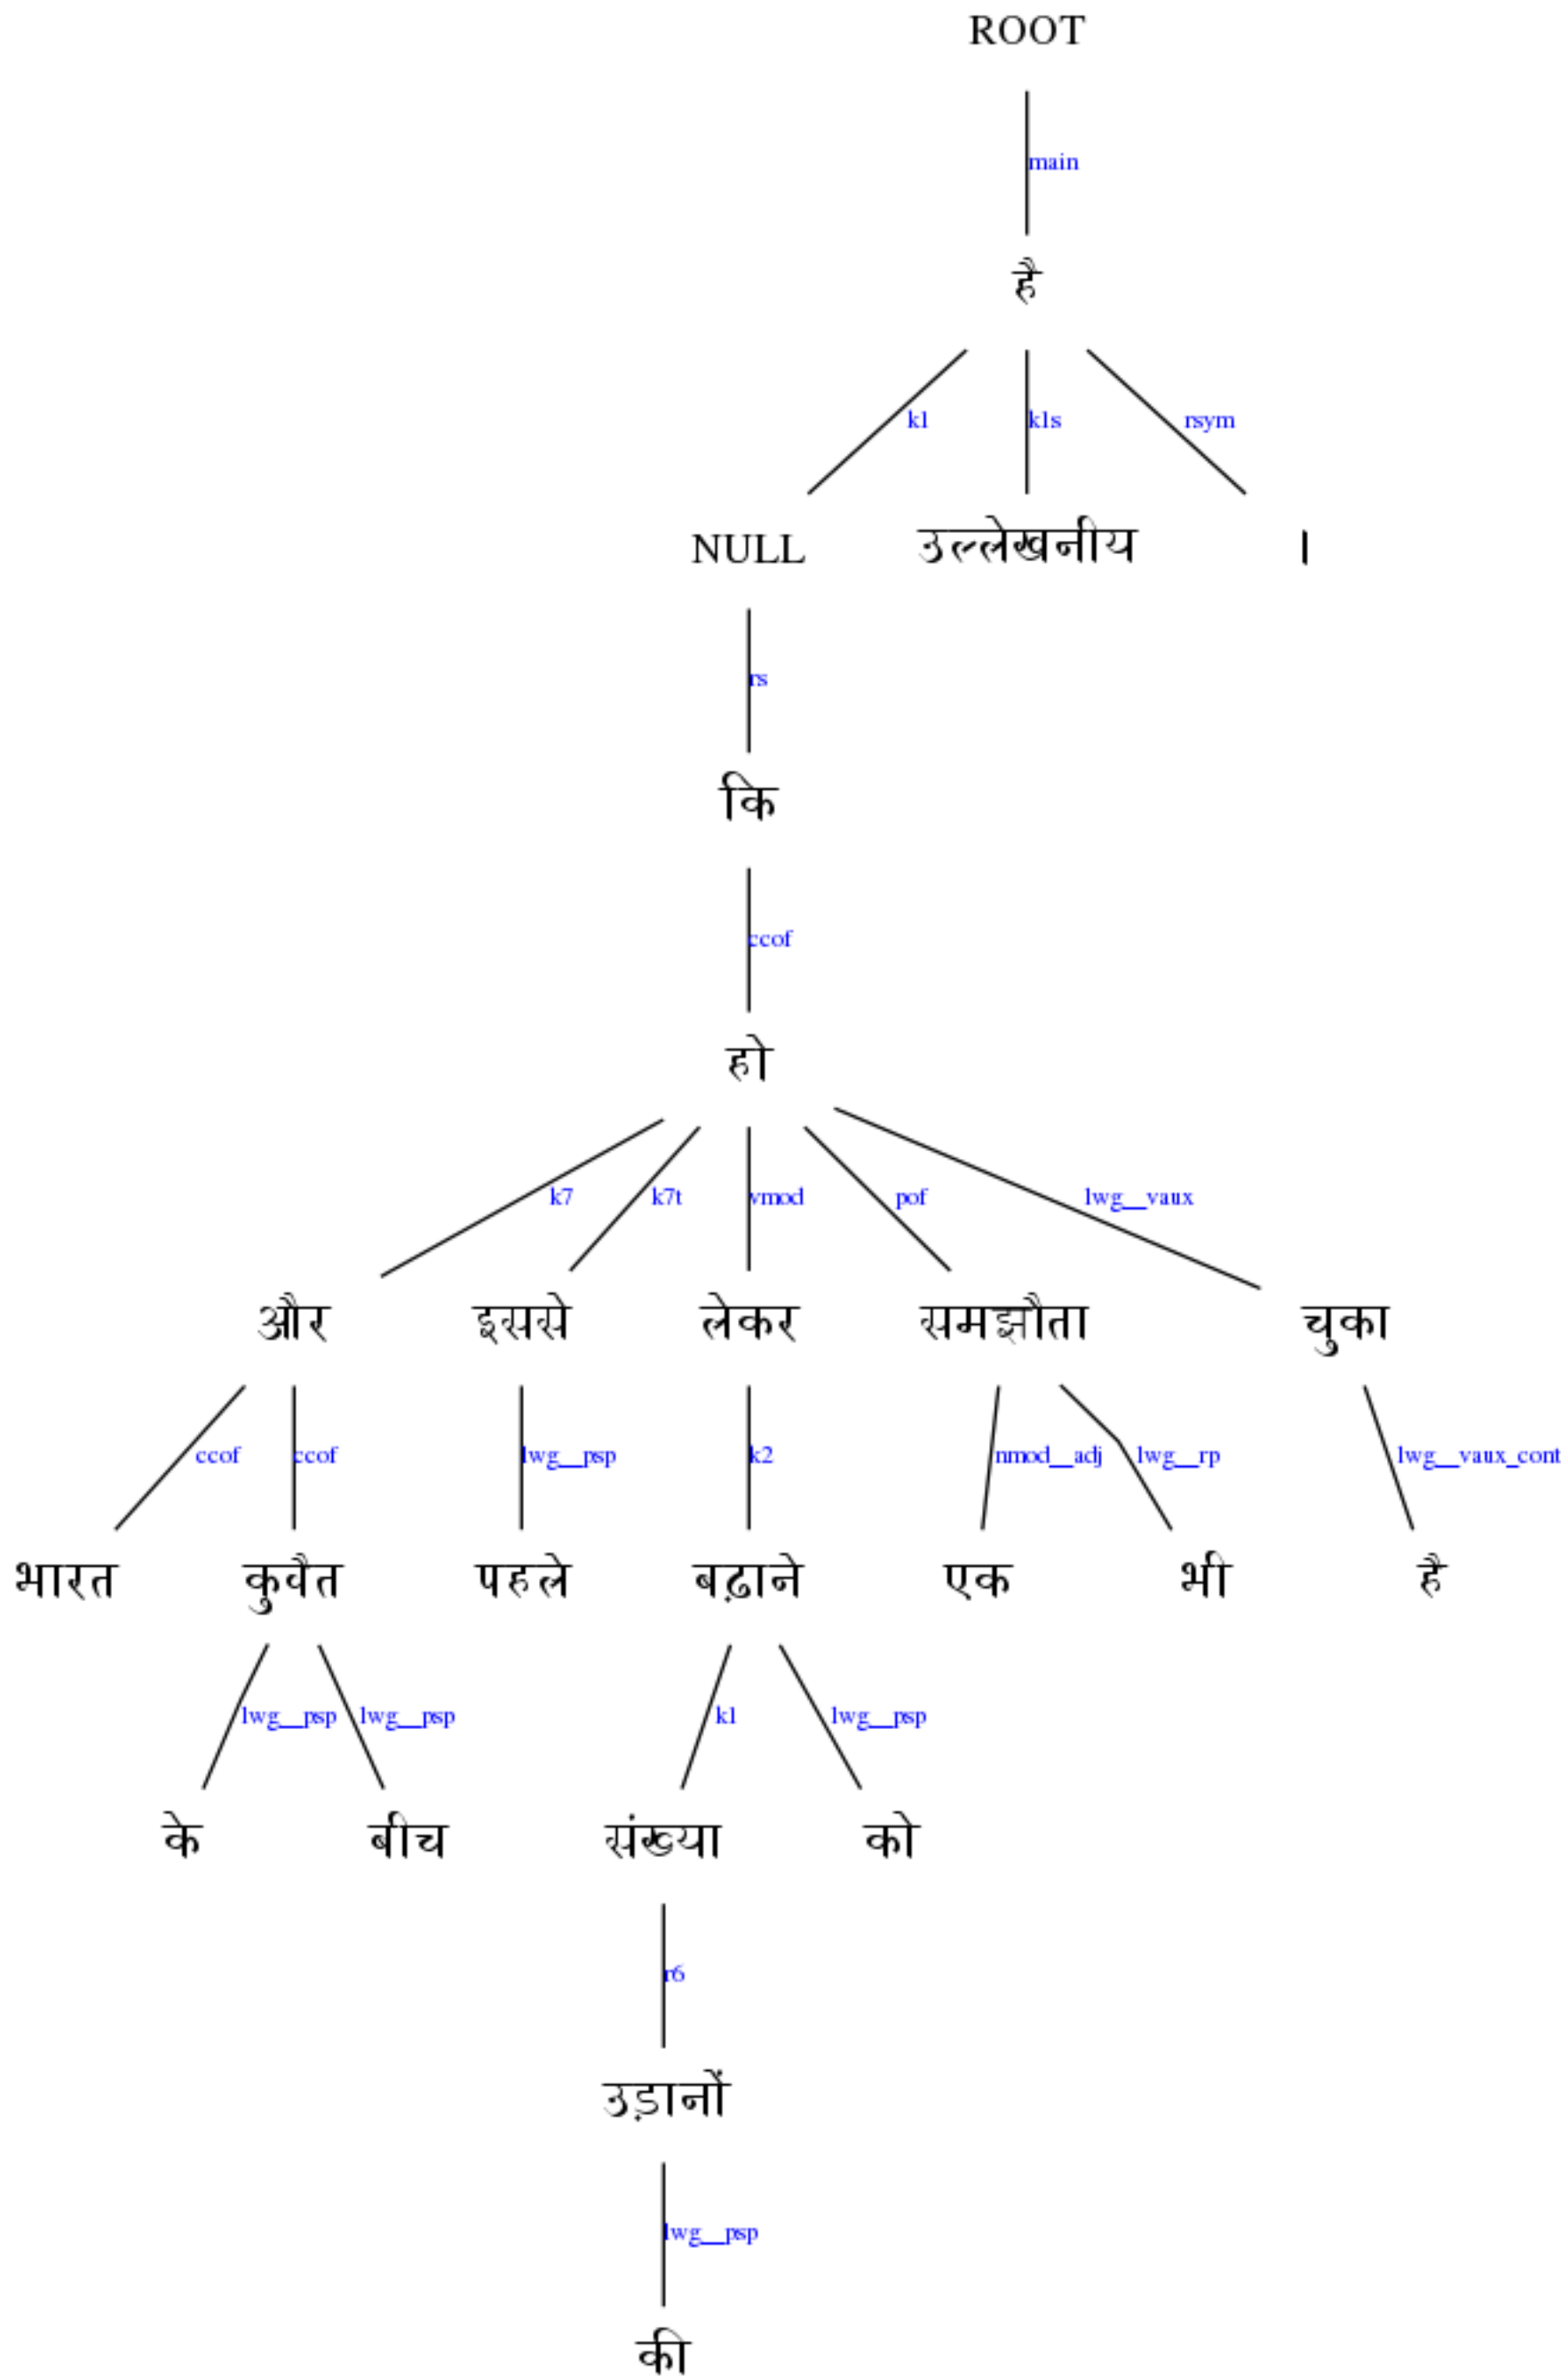 ROOT
main
है
k1 k1s rsym
NULL उल्लेखनीय ।
rs
कि
ccof
हो
k7 k7t vmod pof lwg__vaux
और इससे लेकर समझौता चुका
ccof ccof lwg__psp k2 nmod__adj lwg__rp lwg__vaux_cont
भारत कुवैत पहले बढ़ाने एक भी है
lwg__psp lwg__psp k1 lwg__psp
के बीच संख्या को
r6
उड़ानों
lwg__psp
की